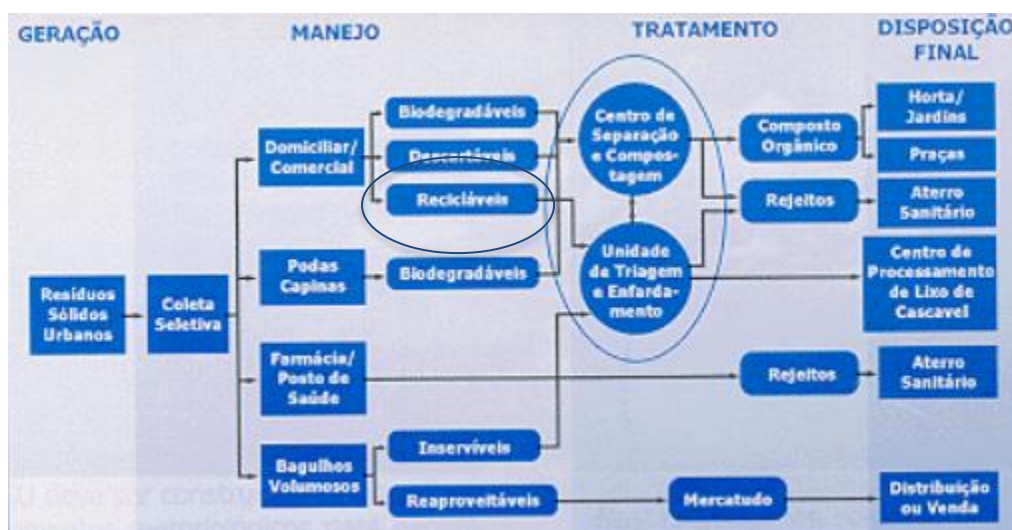 GERAÇÃO
MANEJO
TRATAMENTO
DISPOSIÇÃO
FINAL
Resíduos
Sólidos
Urbanos
Coleta
Seletiva
Domiciliar/
Comercial
Biodegradáveis
Descartáveis
Recicláveis
Podas
Capinas
Biodegradáveis
Farmácia/
Posto de
Saúde
Bagulhos
Volumosos
Inservíveis
Reaproveitáveis
Centro de
Separação
e Compos-
tagem
Unidade
de Triagem
e Enfarda-
mento
Composto
Orgânico
Rejeitos
Rejeitos
Mercatudo
Horta/
Jardins
Praças
Aterro
Sanitário
Centro de
Processamento
de Lixo de
Cascavel
Aterro
Sanitário
Distribuição
ou Venda